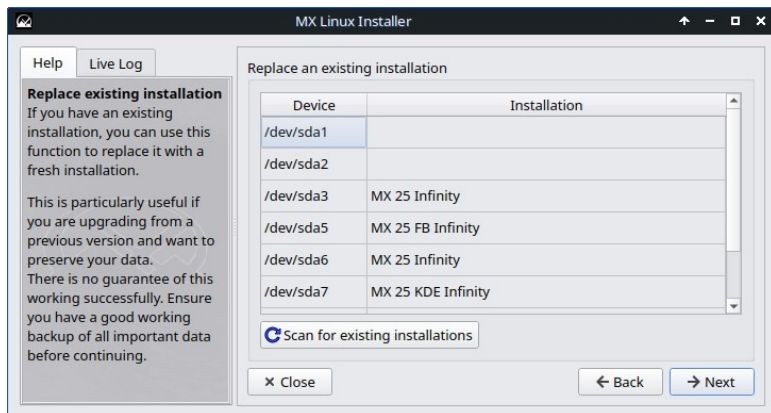 MX Linux Installer
Help
Live Log
Replace existing installation
If you have an existing
installation, you can use this
function to replace it with a
fresh installation.
This is particularly useful if
you are upgrading from a
previous version and want to
preserve your data.
There is no guarantee of this
working successfully. Ensure
you have a good working
backup of all important data
before continuing.
Replace an existing installation
Device Installation
/dev/sda1
/dev/sda2
/dev/sda3 MX 25 Infinity
/dev/sda5 MX 25 FB Infinity
/dev/sda6 MX 25 Infinity
/dev/sda7 MX 25 KDE Infinity
Scan for existing installations
Close
Back
Next